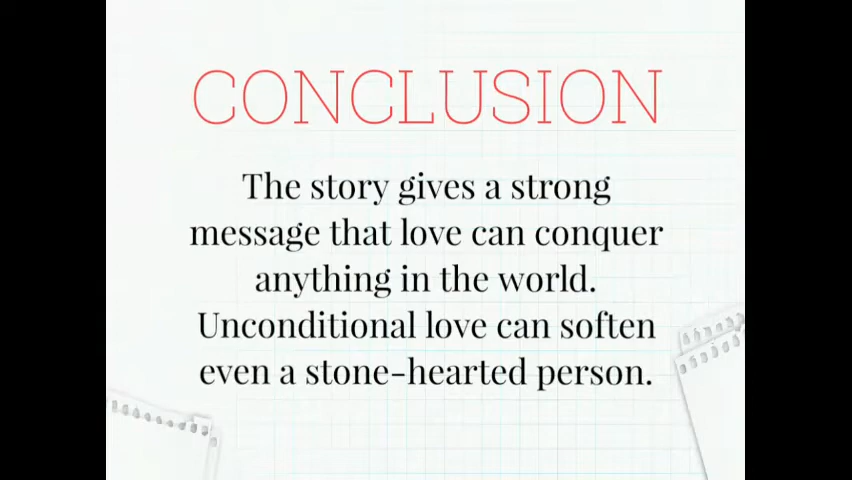 CONCLUSION
The story gives a strong
message that love can conquer
anything in the world.
Unconditional love can soften
even a stone-hearted person.